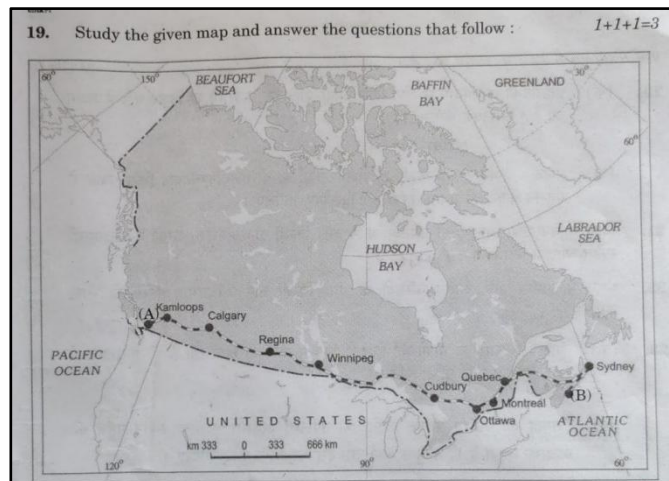 19. Study the given map and answer the questions that follow : 1+1+1=3
60° 150° BEAUFORT SEA BAFFIN BAY GREENLAND 30°
60°
LABRADOR SEA
HUDSON BAY
(A) Kamloops
Calgary
Regina
Winnipeg
PACIFIC OCEAN
Sydney
Quebec
Cudbury
(B)
Montreal
Ottawa
UNITED STATES
ATLANTIC OCEAN
km 333 0 333 666 km
120° 90° 60°